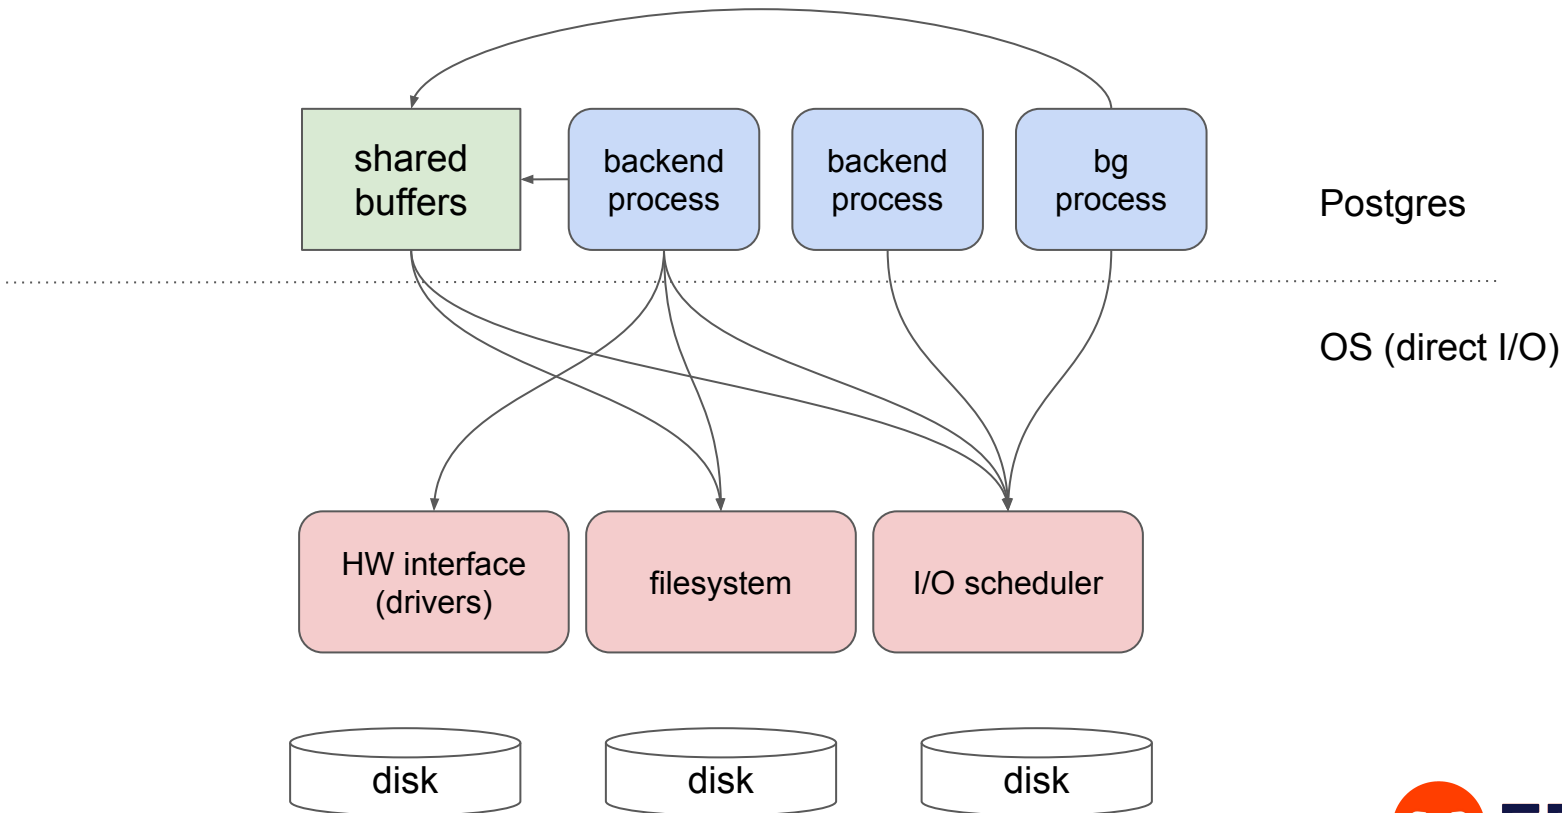 shared
buffers
backend
process
backend
process
bg
process
Postgres
OS (direct I/O)
HW interface
(drivers)
filesystem
I/O scheduler
disk
disk
disk